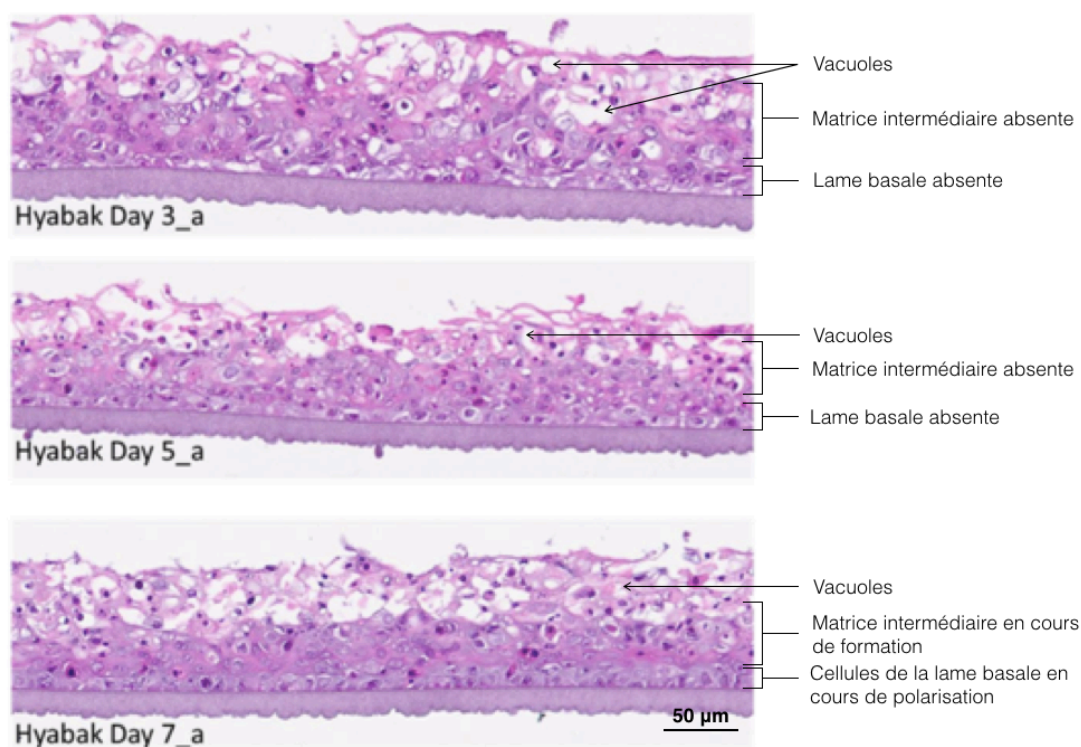 Vacuoles
Matrice intermédiaire absente
Lame basale absente
Hyabak Day 3_a
Vacuoles
Matrice intermédiaire absente
Lame basale absente
Hyabak Day 5_a
Vacuoles
Matrice intermédiaire en cours
de formation
Cellules de la lame basale en
cours de polarisation
50 µm
Hyabak Day 7_a